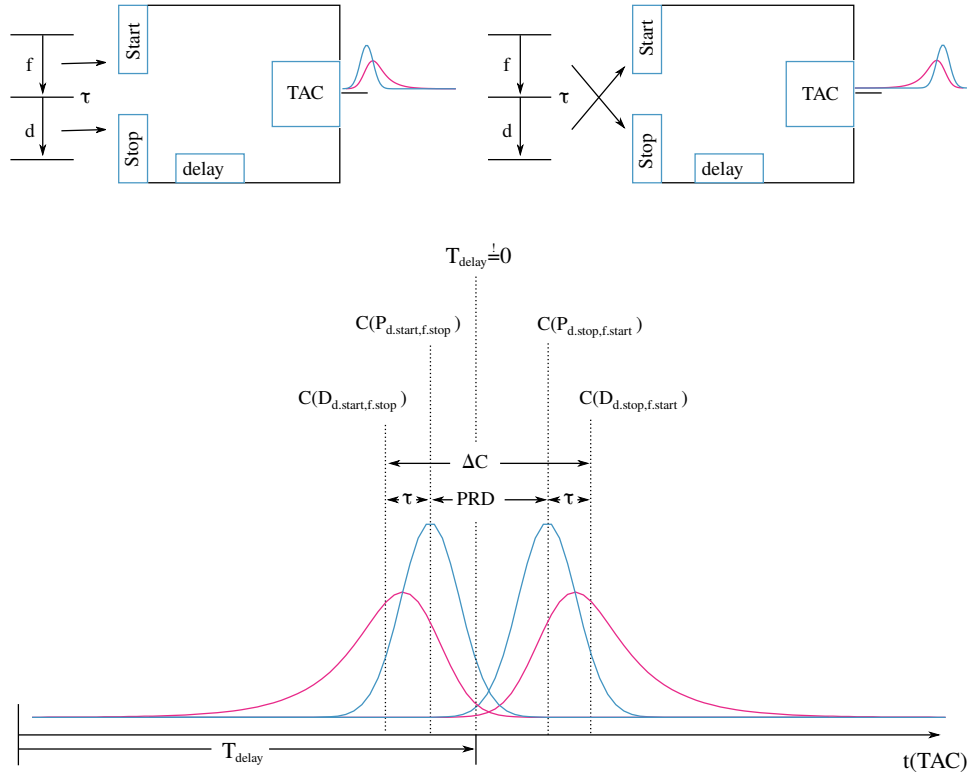 Start
f
τ
TAC
d
Stop
delay
Start
f
τ
TAC
d
Stop
delay
T_delay =! 0
C(P_d.start,f.stop)
C(P_d.stop,f.start)
C(D_d.start,f.stop)
C(D_d.stop,f.start)
ΔC
τ PRD τ
T_delay
t(TAC)